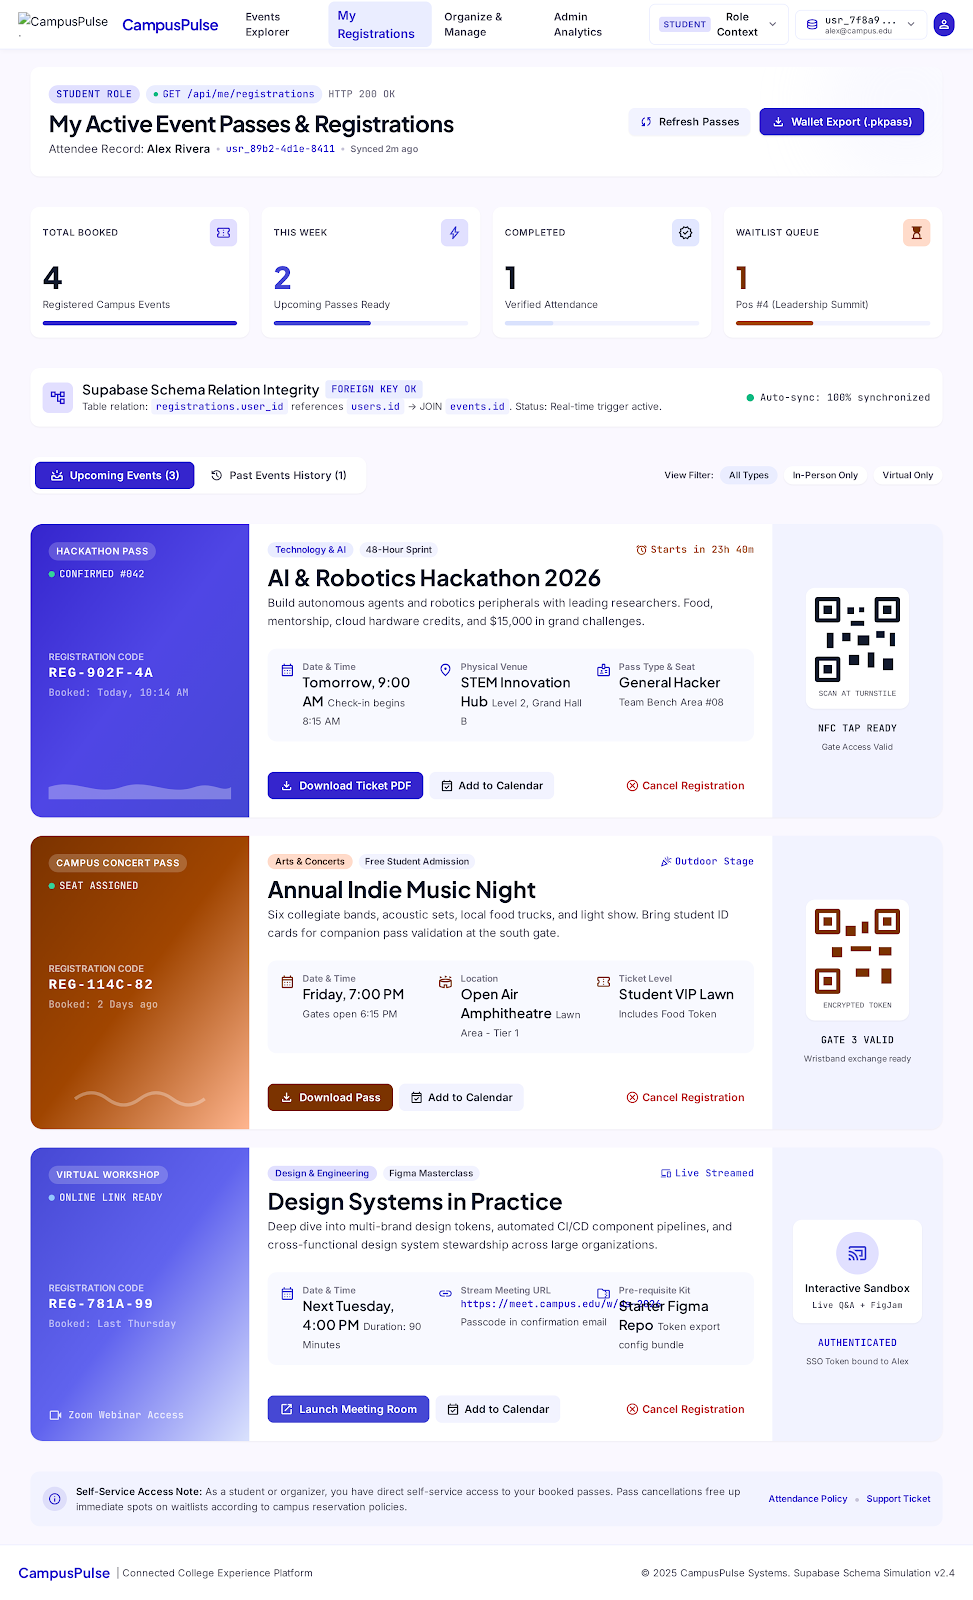 CampusPulse
CampusPulse
Events Explorer
My Registrations
Organize & Manage
Admin Analytics
STUDENT Role Context
usr_7f8a9...
alex@campus.edu
STUDENT ROLE GET /api/me/registrations HTTP 200 OK
My Active Event Passes & Registrations
Attendee Record: Alex Rivera • usr_89b2-4d1e-8411 • Synced 2m ago
Refresh Passes
Wallet Export (.pkpass)
TOTAL BOOKED
4
Registered Campus Events
THIS WEEK
2
Upcoming Passes Ready
COMPLETED
1
Verified Attendance
WAITLIST QUEUE
1
Pos #4 (Leadership Summit)
Supabase Schema Relation Integrity FOREIGN KEY OK
Table relation: registrations.user_id references users.id → JOIN events.id. Status: Real-time trigger active.
Auto-sync: 100% synchronized
Upcoming Events (3)
Past Events History (1)
View Filter: All Types In-Person Only Virtual Only
HACKATHON PASS
CONFIRMED #042
REGISTRATION CODE
REG-902F-4A
Booked: Today, 10:14 AM
Technology & AI 48-Hour Sprint Starts in 23h 40m
AI & Robotics Hackathon 2026
Build autonomous agents and robotics peripherals with leading researchers. Food,
mentorship, cloud hardware credits, and $15,000 in grand challenges.
Date & Time
Tomorrow, 9:00
AM Check-in begins
8:15 AM
Physical Venue
STEM Innovation
Hub Level 2, Grand Hall
B
Pass Type & Seat
General Hacker
Team Bench Area #08
Download Ticket PDF
Add to Calendar
Cancel Registration
SCAN AT TURNSTILE
NFC TAP READY
Gate Access Valid
CAMPUS CONCERT PASS
SEAT ASSIGNED
REGISTRATION CODE
REG-114C-82
Booked: 2 Days ago
Arts & Concerts Free Student Admission Outdoor Stage
Annual Indie Music Night
Six collegiate bands, acoustic sets, local food trucks, and light show. Bring student ID
cards for companion pass validation at the south gate.
Date & Time
Friday, 7:00 PM
Gates open 6:15 PM
Location
Open Air
Amphitheatre Lawn
Area - Tier 1
Ticket Level
Student VIP Lawn
Includes Food Token
Download Pass
Add to Calendar
Cancel Registration
ENCRYPTED TOKEN
GATE 3 VALID
Wristband exchange ready
VIRTUAL WORKSHOP
ONLINE LINK READY
REGISTRATION CODE
REG-781A-99
Booked: Last Thursday
Zoom Webinar Access
Design & Engineering Figma Masterclass Live Streamed
Design Systems in Practice
Deep dive into multi-brand design tokens, automated CI/CD component pipelines, and
cross-functional design system stewardship across large organizations.
Date & Time
Next Tuesday,
4:00 PM Duration: 90
Minutes
Stream Meeting URL
https://meet.campus.edu/w/ds-2026
Passcode in confirmation email
Pre-requisite Kit
Starter Figma
Repo Token export
config bundle
Launch Meeting Room
Add to Calendar
Cancel Registration
Interactive Sandbox
Live Q&A + FigJam
AUTHENTICATED
SSO Token bound to Alex
Self-Service Access Note: As a student or organizer, you have direct self-service access to your booked passes. Pass cancellations free up
immediate spots on waitlists according to campus reservation policies.
Attendance Policy • Support Ticket
CampusPulse | Connected College Experience Platform
© 2025 CampusPulse Systems. Supabase Schema Simulation v2.4